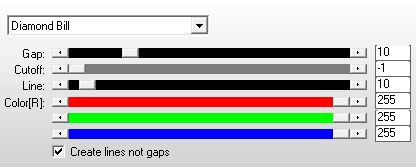 Diamond Bill
Gap: 10
Cutoff: -1
Line: 10
Color[R]: 255
255
255
Create lines not gaps